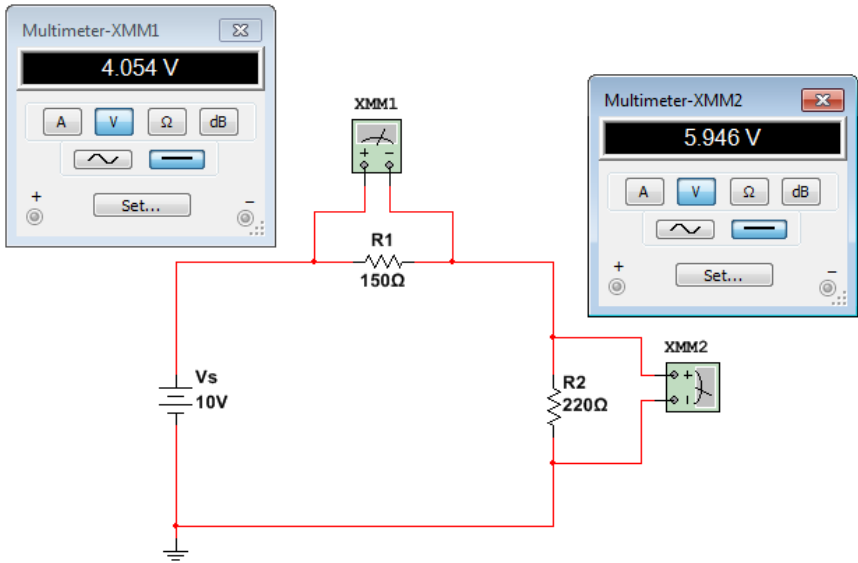 Multimeter-XMM1
4.054 V
A V Ω dB
+ Set... −
XMM1
+ −
R1
150Ω
Multimeter-XMM2
5.946 V
A V Ω dB
+ Set... −
XMM2
+
−
Vs
10V
R2
220Ω